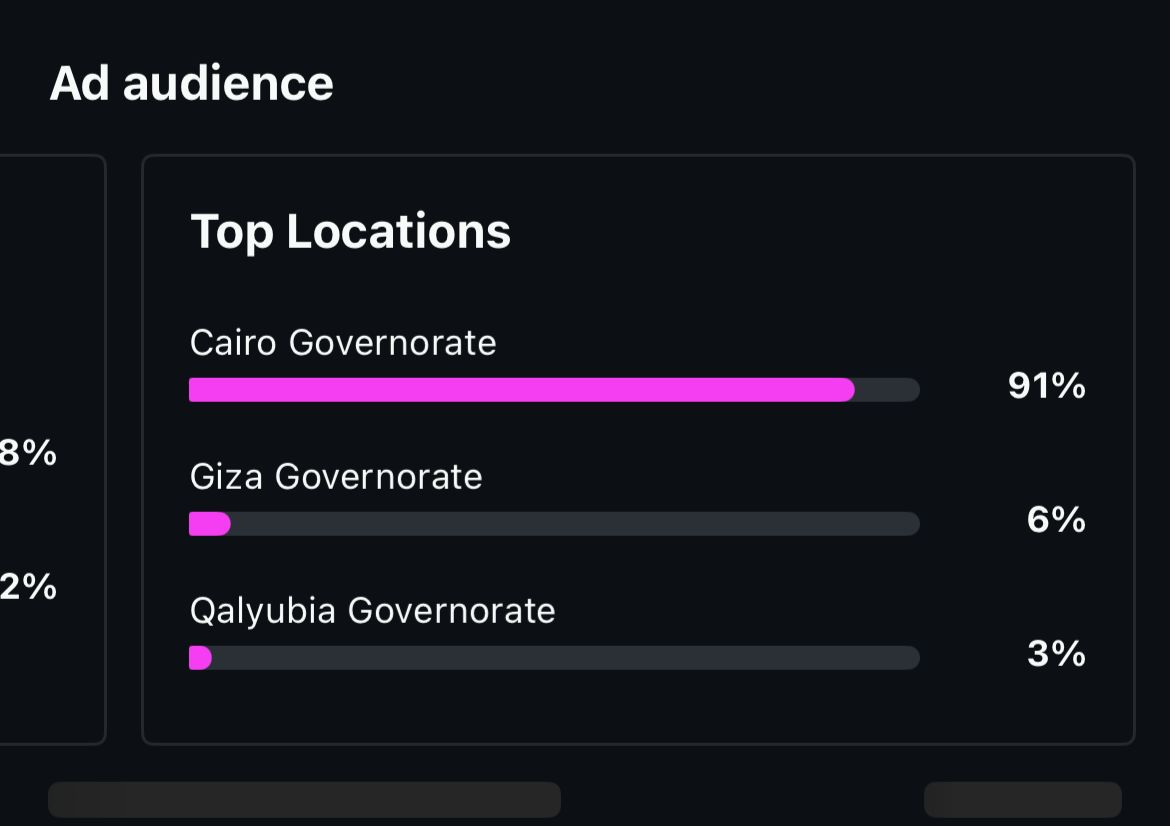 Ad audience
Top Locations
Cairo Governorate
91%
Giza Governorate
6%
Qalyubia Governorate
3%
8%
2%